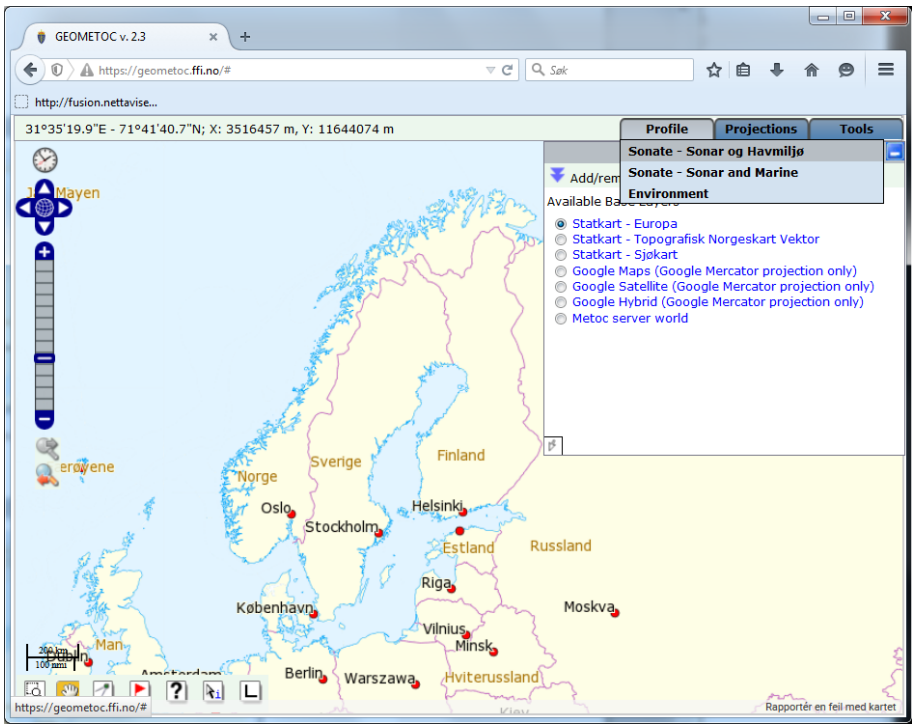 GEOMETOC v. 2.3
https://geometoc.ffi.no/#
Søk
http://fusion.nettavise...
31°35'19.9"E - 71°41'40.7"N; X: 3516457 m, Y: 11644074 m
Profile
Projections
Tools
Sonate - Sonar og Havmiljø
Sonate - Sonar and Marine
Environment
Add/rem
Available Base Layers
Statkart - Europa
Statkart - Topografisk Norgeskart Vektor
Statkart - Sjøkart
Google Maps (Google Mercator projection only)
Google Satellite (Google Mercator projection only)
Google Hybrid (Google Mercator projection only)
Metoc server world
Mayen
erøyene
Norge
Sverige
Finland
Oslo
Helsinki
Stockholm
Estland
Russland
Riga
København
Moskva
Vilnius
Minsk
Man
Dublin
200 km
100 nmi
Amsterdam
Berlin
Warszawa
Hviterussland
Kiev
?
i
L
https://geometoc.ffi.no/#
Rapportér en feil med kartet